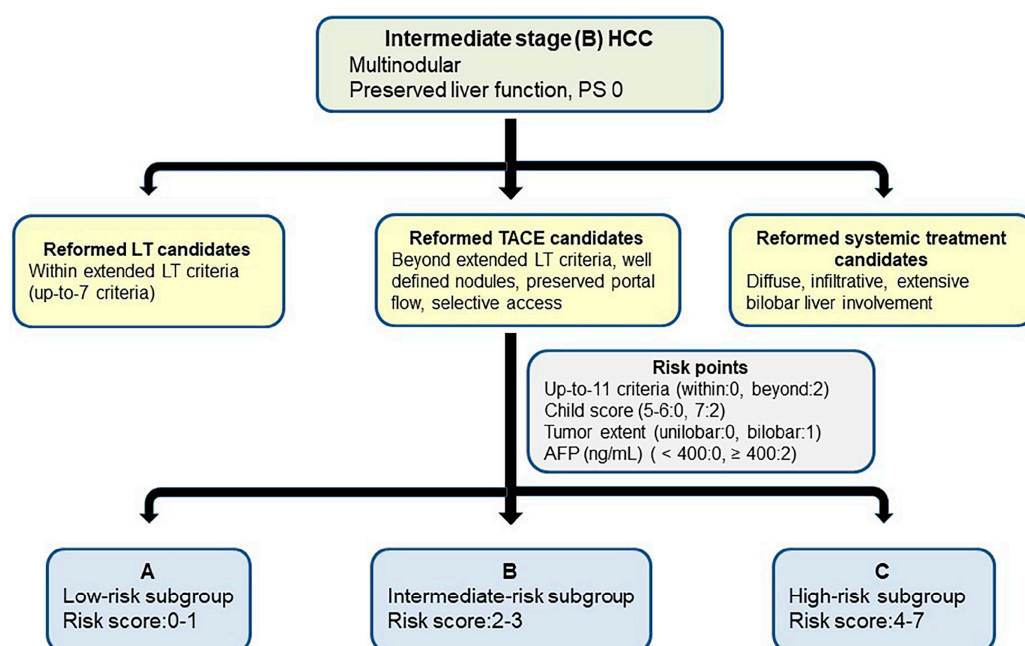 Intermediate stage (B) HCC
Multinodular
Preserved liver function, PS 0
Reformed LT candidates
Within extended LT criteria
(up-to-7 criteria)
Reformed TACE candidates
Beyond extended LT criteria, well
defined nodules, preserved portal
flow, selective access
Reformed systemic treatment
candidates
Diffuse, infiltrative, extensive
bilobar liver involvement
Risk points
Up-to-11 criteria (within:0, beyond:2)
Child score (5-6:0, 7:2)
Tumor extent (unilobar:0, bilobar:1)
AFP (ng/mL) ( < 400:0, ≥ 400:2)
A
Low-risk subgroup
Risk score:0-1
B
Intermediate-risk subgroup
Risk score:2-3
C
High-risk subgroup
Risk score:4-7